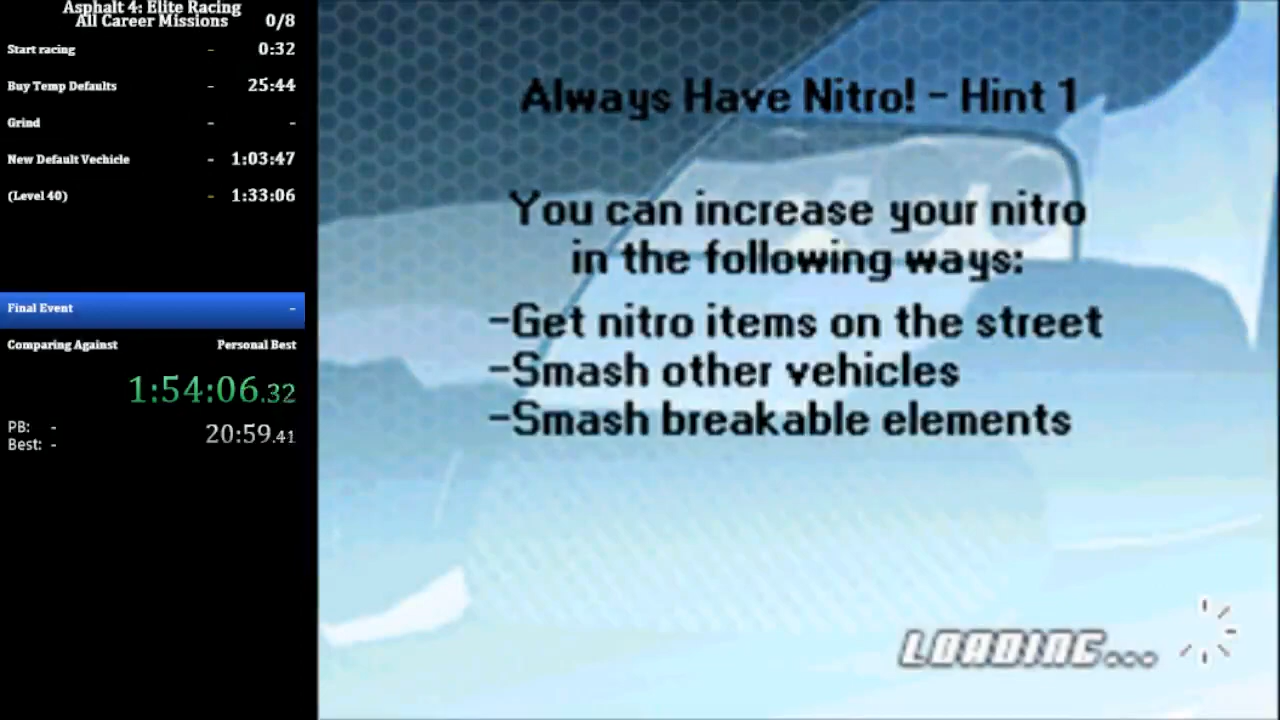 Asphalt 4: Elite Racing
All Career Missions 0/8
Start racing - 0:32
Buy Temp Defaults - 25:44
Grind - -
New Default Vechicle - 1:03:47
(Level 40) - 1:33:06
Final Event -
Comparing Against Personal Best
1:54:06.32
PB: -
Best: - 20:59.41
Always Have Nitro! - Hint 1
You can increase your nitro
in the following ways:
-Get nitro items on the street
-Smash other vehicles
-Smash breakable elements
LOADING...